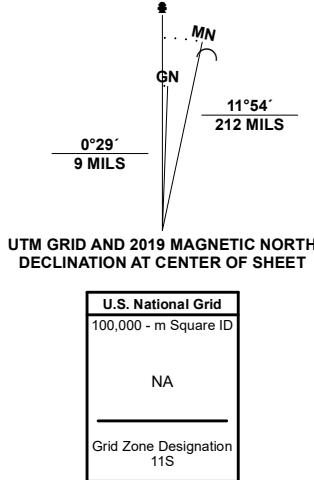 MN
GN
11°54´
212 MILS
0°29´
9 MILS
UTM GRID AND 2019 MAGNETIC NORTH
DECLINATION AT CENTER OF SHEET
U.S. National Grid
100,000 - m Square ID
NA
Grid Zone Designation
11S